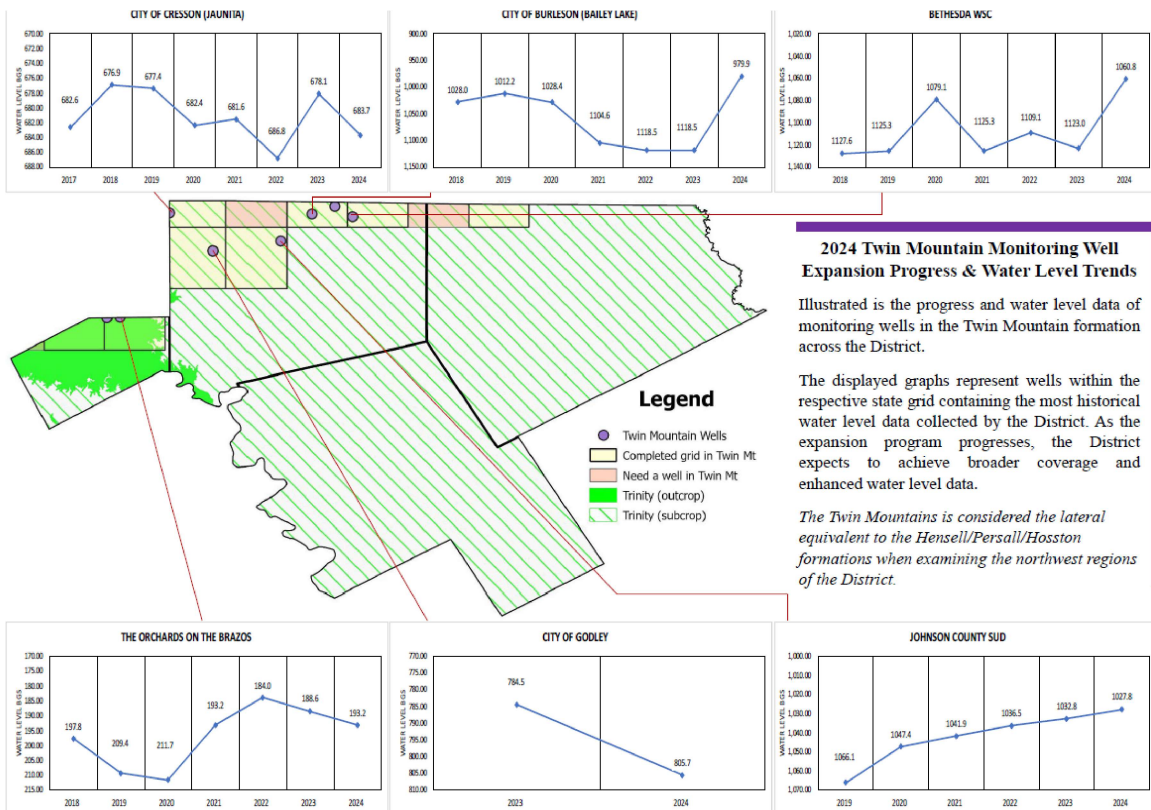 CITY OF CRESSON (JAUNITA)
WATER LEVEL BGS
670.00
672.00
674.00
676.00
678.00
680.00
682.00
684.00
686.00
688.00
682.6
676.9
677.4
682.4
681.6
686.8
678.1
683.7
2017 2018 2019 2020 2021 2022 2023 2024
CITY OF BURLESON (BAILEY LAKE)
WATER LEVEL BGS
900.00
950.00
1,000.00
1,050.00
1,100.00
1,150.00
1028.0
1012.2
1028.4
1104.6
1118.5
1118.5
979.9
2018 2019 2020 2021 2022 2023 2024
BETHESDA WSC
WATER LEVEL BGS
1,020.00
1,040.00
1,060.00
1,080.00
1,100.00
1,120.00
1,140.00
1127.6
1125.3
1079.1
1125.3
1109.1
1123.0
1060.8
2018 2019 2020 2021 2022 2023 2024
2024 Twin Mountain Monitoring Well
Expansion Progress & Water Level Trends
Illustrated is the progress and water level data of
monitoring wells in the Twin Mountain formation
across the District.
The displayed graphs represent wells within the
respective state grid containing the most historical
water level data collected by the District. As the
expansion program progresses, the District
expects to achieve broader coverage and
enhanced water level data.
The Twin Mountains is considered the lateral
equivalent to the Hensell/Persall/Hosston
formations when examining the northwest regions
of the District.
Legend
Twin Mountain Wells
Completed grid in Twin Mt
Need a well in Twin Mt
Trinity (outcrop)
Trinity (subcrop)
THE ORCHARDS ON THE BRAZOS
WATER LEVEL BGS
170.00
175.00
180.00
185.00
190.00
195.00
200.00
205.00
210.00
215.00
197.8
209.4
211.7
193.2
184.0
188.6
193.2
2018 2019 2020 2021 2022 2023 2024
CITY OF GODLEY
WATER LEVEL BGS
770.00
775.00
780.00
785.00
790.00
795.00
800.00
805.00
810.00
784.5
805.7
2023 2024
JOHNSON COUNTY SUD
WATER LEVEL BGS
1,000.00
1,010.00
1,020.00
1,030.00
1,040.00
1,050.00
1,060.00
1,070.00
1066.1
1047.4
1041.9
1036.5
1032.8
1027.8
2019 2020 2021 2022 2023 2024